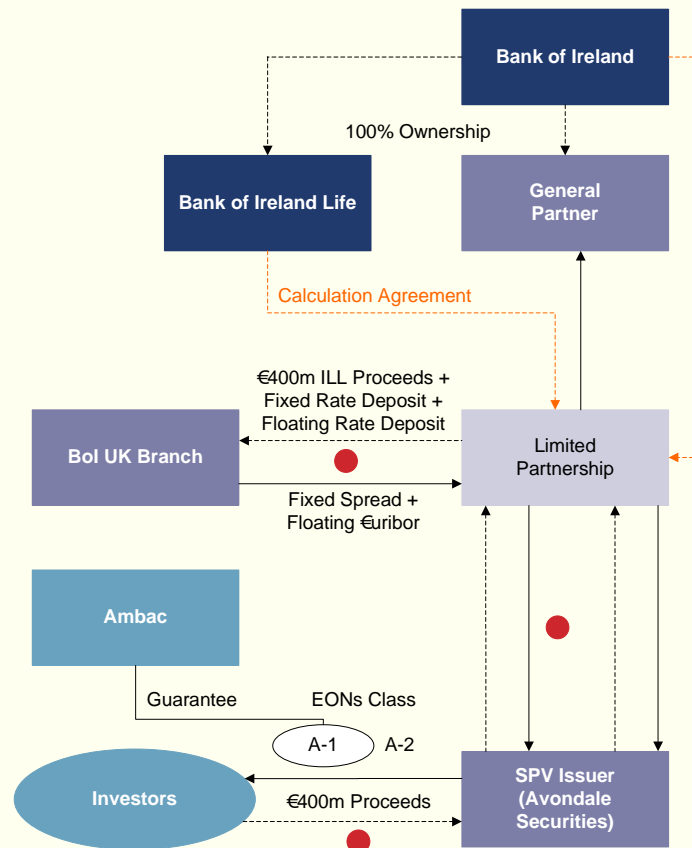 Bank of Ireland
100% Ownership
Bank of Ireland Life
General
Partner
Calculation Agreement
€400m ILL Proceeds +
Fixed Rate Deposit +
Floating Rate Deposit
BoI UK Branch
Limited
Partnership
Fixed Spread +
Floating €uribor
Ambac
Guarantee
EONs Class
A-1
A-2
Investors
€400m Proceeds
SPV Issuer
(Avondale
Securities)